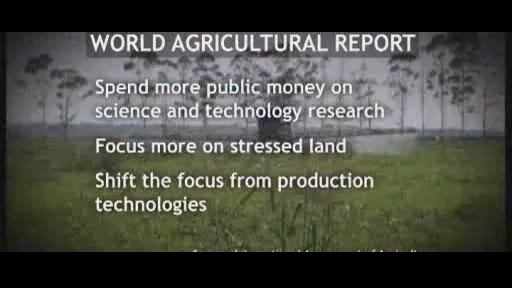 WORLD AGRICULTURAL REPORT
Spend more public money on
science and technology research
Focus more on stressed land
Shift the focus from production
technologies